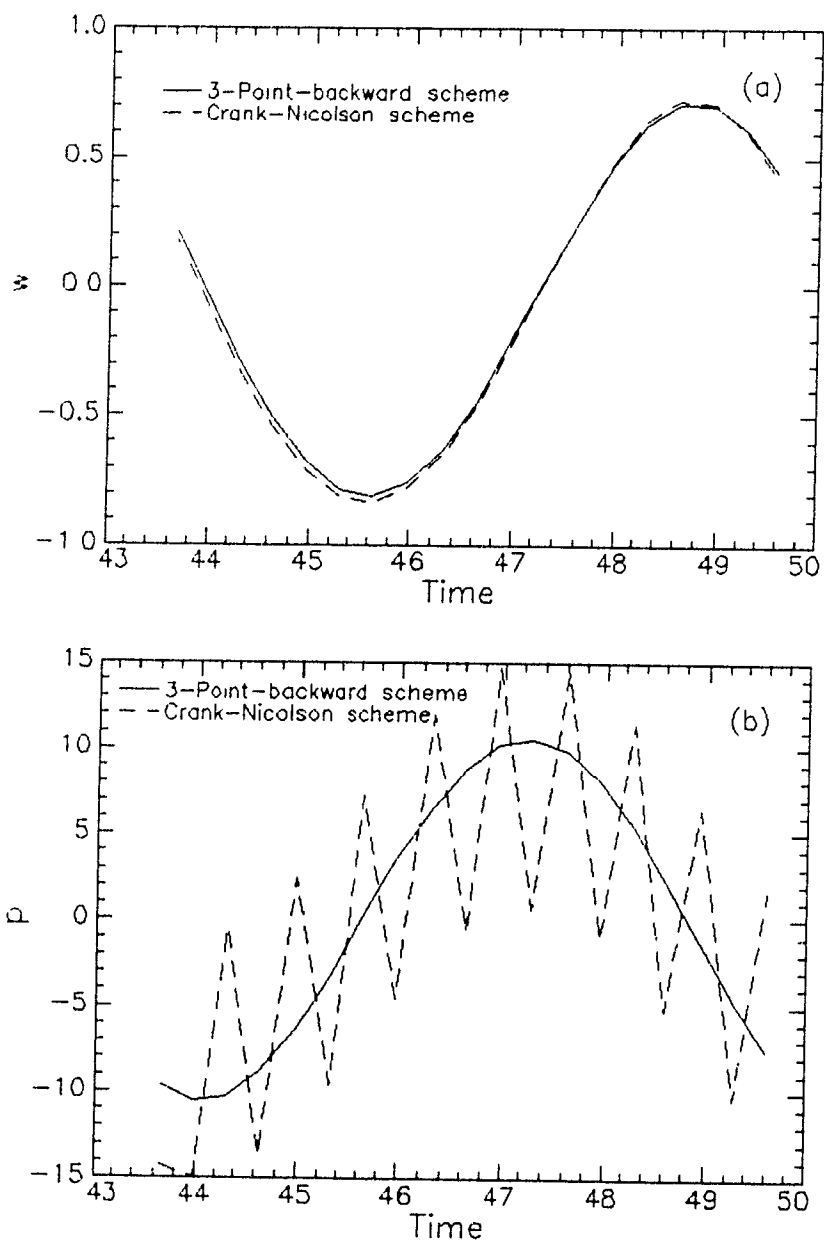 1.0
(a)
3-Point-backward scheme
Crank-Nicolson scheme
0.5
w
0 0
-0.5
-1 0
43 44 45 46 47 48 49 50
Time
15
3-Point-backward scheme
(b)
Crank-Nicolson scheme
10
5
p
0
-5
-10
-15
43 44 45 46 47 48 49 50
Time